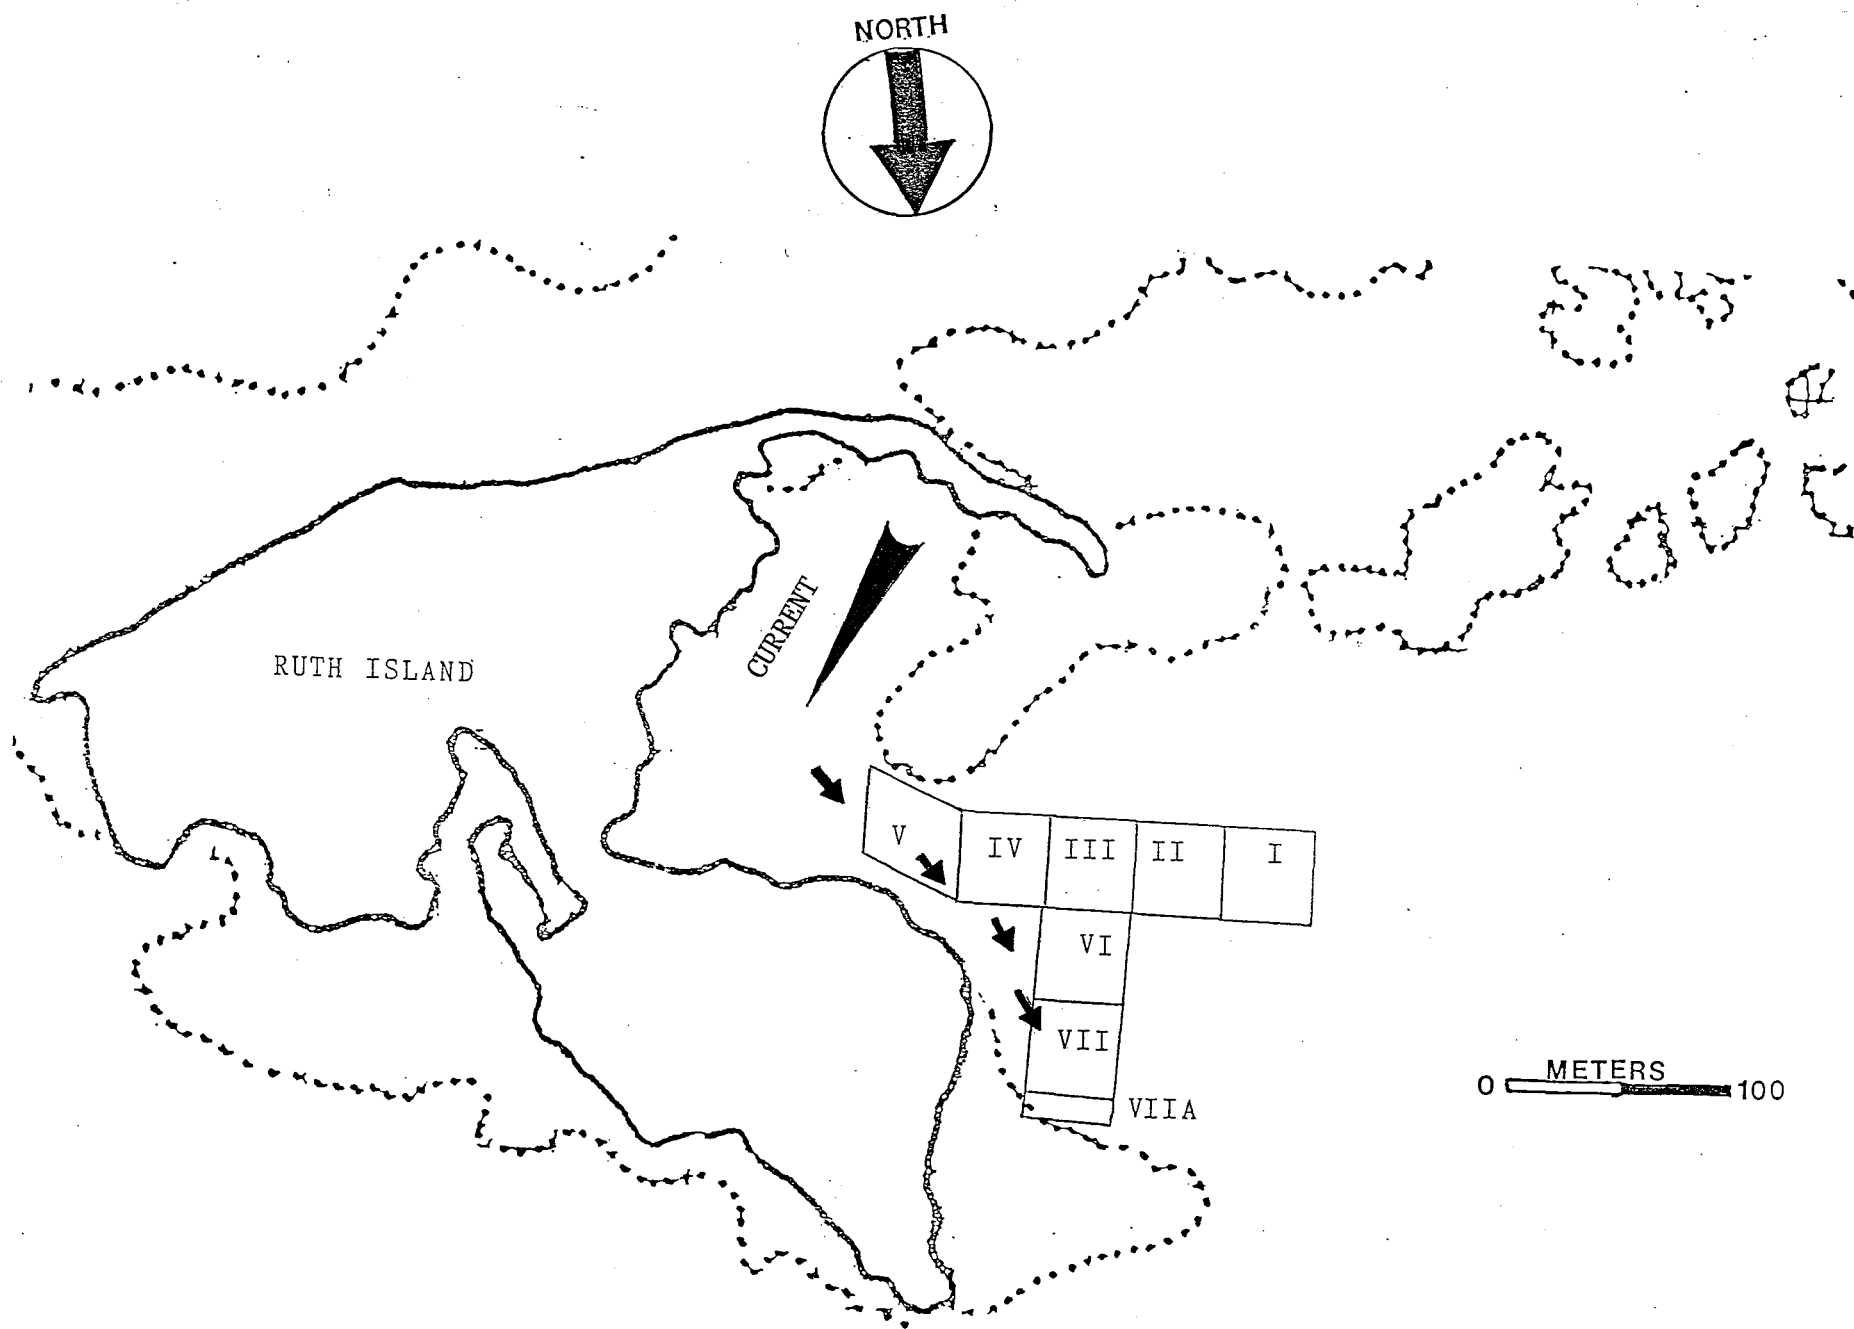 NORTH
CURRENT
RUTH ISLAND
V
IV
III
II
I
VI
VII
VIIA
METERS
0 100